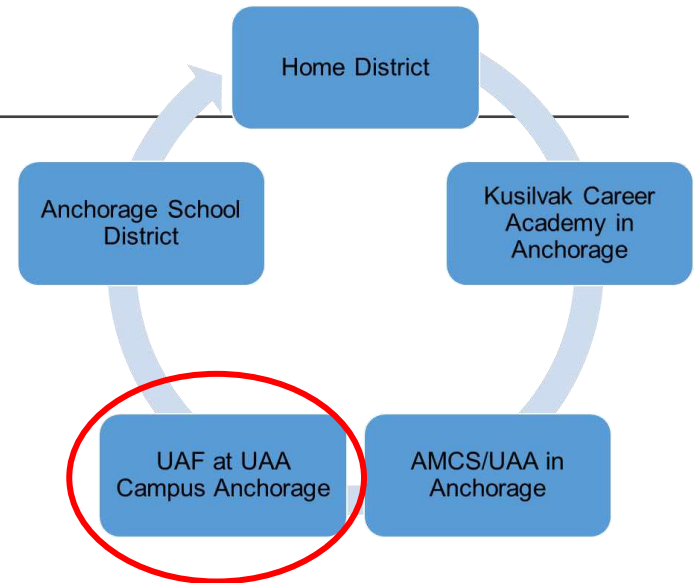 Home District
Kusilvak Career
Academy in
Anchorage
AMCS/UAA in
Anchorage
UAF at UAA
Campus Anchorage
Anchorage School
District